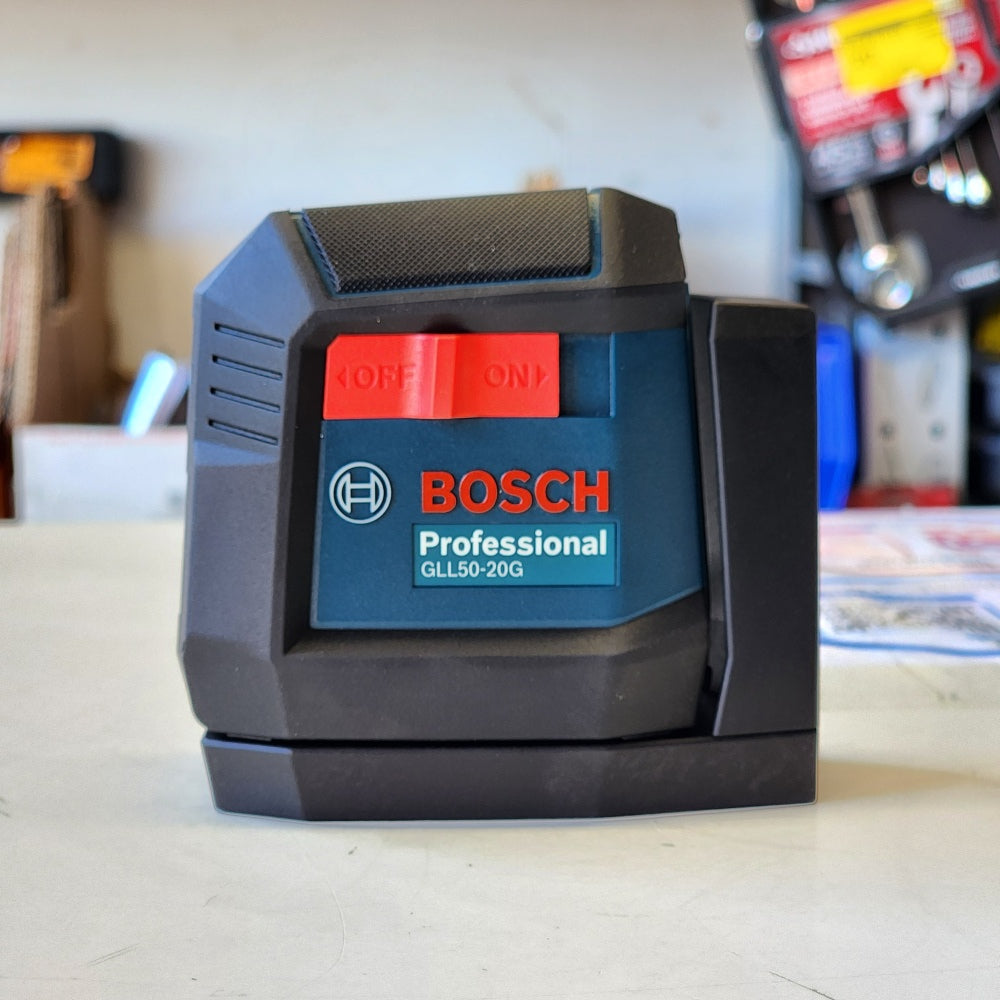 OFF ON
BOSCH
Professional
GLL50-20G